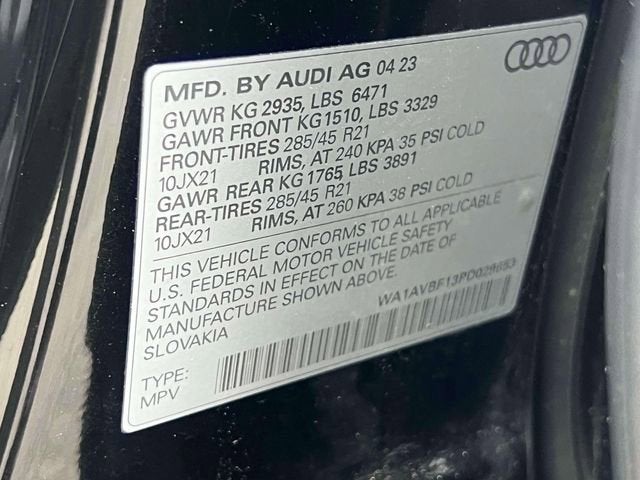 MFD. BY AUDI AG 04 23
GVWR KG 2935, LBS 6471
GAWR FRONT KG1510, LBS 3329
FRONT-TIRES 285/45 R21
10JX21 RIMS, AT 240 KPA 35 PSI COLD
GAWR REAR KG 1765, LBS 3891
REAR-TIRES 285/45 R21
10JX21 RIMS, AT 260 KPA 38 PSI COLD
THIS VEHICLE CONFORMS TO ALL APPLICABLE
U.S. FEDERAL MOTOR VEHICLE SAFETY
STANDARDS IN EFFECT ON THE DATE OF
MANUFACTURE SHOWN ABOVE.
SLOVAKIA
WA1AVBF13PD029653
TYPE:
MPV